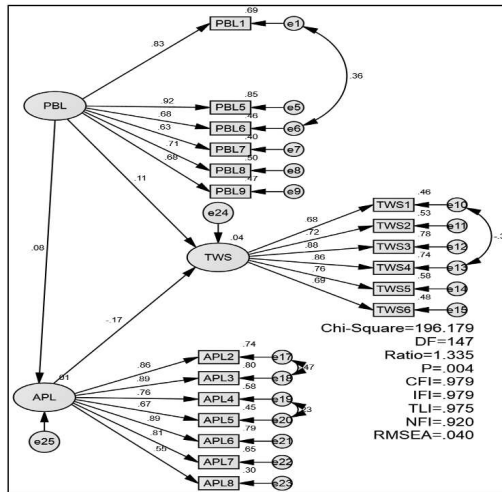 .69
PBL1
e1
.83
.36
PBL
.85
.92
PBL5
e5
.46
.68
PBL6
e6
.40
.63
PBL7
e7
.50
.71
PBL8
e8
.47
.68
PBL9
e9
.11
e24
.04
TWS
.08
-.17
.46
.68
TWS1
e10
.53
.72
TWS2
e11
.78
.88
TWS3
e12
.74
.86
TWS4
e13
.58
.76
TWS5
e14
.48
.69
TWS6
e15
Chi-Square=196.179
DF=147
Ratio=1.335
P=.004
CFI=.979
IFI=.979
TLI=.975
NFI=.920
RMSEA=.040
.74
.86
APL2
e17
.80
.47
.89
APL3
e18
.58
.76
APL4
e19
.45
.67
APL5
e20
.79
.89
APL6
e21
.65
.81
APL7
e22
.30
.55
APL8
e23
.01
APL
e25